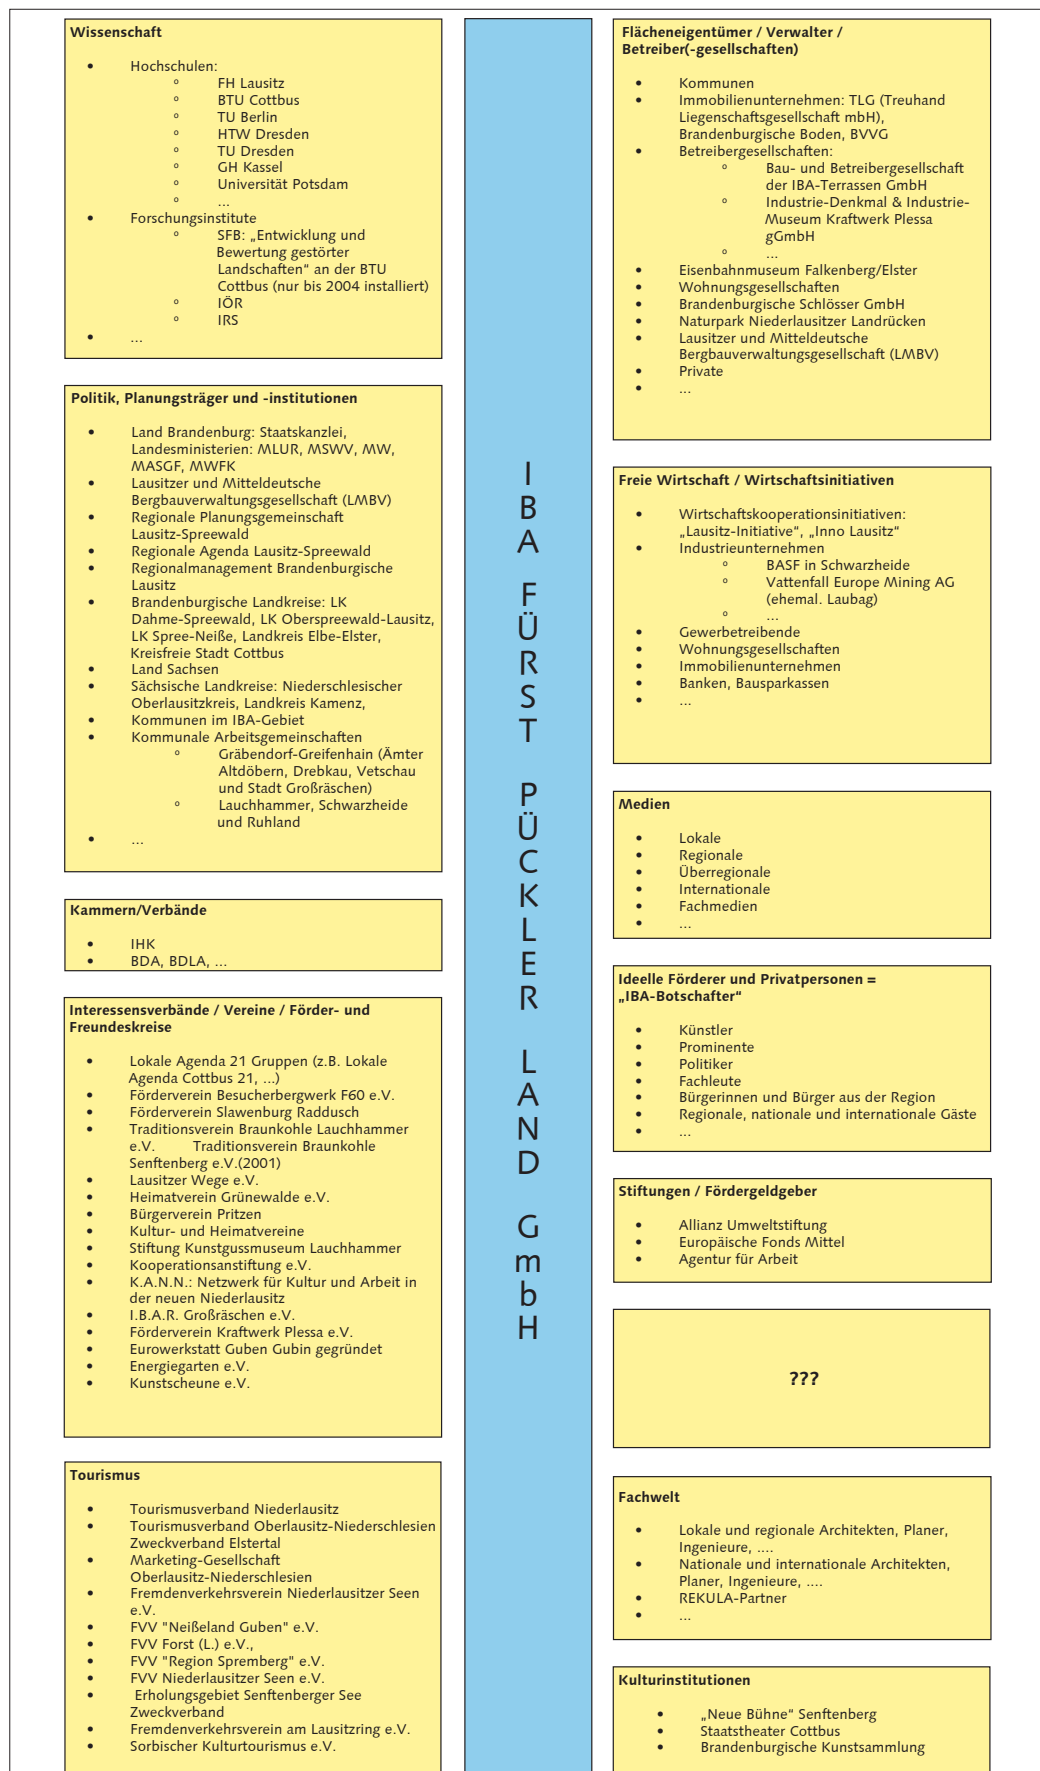 Wissenschaft
• Hochschulen:
° FH Lausitz
° BTU Cottbus
° TU Berlin
° HTW Dresden
° TU Dresden
° GH Kassel
° Universität Potsdam
° ...
• Forschungsinstitute
° SFB: „Entwicklung und
Bewertung gestörter
Landschaften“ an der BTU
Cottbus (nur bis 2004 installiert)
° IÖR
° IRS
• ...
Politik, Planungsträger und -institutionen
• Land Brandenburg: Staatskanzlei,
Landesministerien: MLUR, MSWV, MW,
MASGF, MWFK
• Lausitzer und Mitteldeutsche
Bergbauverwaltungsgesellschaft (LMBV)
• Regionale Planungsgemeinschaft
Lausitz-Spreewald
• Regionale Agenda Lausitz-Spreewald
• Regionalmanagement Brandenburgische
Lausitz
• Brandenburgische Landkreise: LK
Dahme-Spreewald, LK Oberspreewald-Lausitz,
LK Spree-Neiße, Landkreis Elbe-Elster,
Kreisfreie Stadt Cottbus
• Land Sachsen
• Sächsische Landkreise: Niederschlesischer
Oberlausitzkreis, Landkreis Kamenz,
• Kommunen im IBA-Gebiet
• Kommunale Arbeitsgemeinschaften
° Gräbendorf-Greifenhain (Ämter
Altdöbern, Drebkau, Vetschau
und Stadt Großräschen)
° Lauchhammer, Schwarzheide
und Ruhland
• ...
Kammern/Verbände
• IHK
• BDA, BDLA, ...
Interessensverbände / Vereine / Förder- und
Freundeskreise
• Lokale Agenda 21 Gruppen (z.B. Lokale
Agenda Cottbus 21, ...)
• Förderverein Besucherbergwerk F60 e.V.
• Förderverein Slawenburg Raddusch
• Traditionsverein Braunkohle Lauchhammer
e.V. Traditionsverein Braunkohle
Senftenberg e.V.(2001)
• Lausitzer Wege e.V.
• Heimatverein Grünewalde e.V.
• Bürgerverein Pritzen
• Kultur- und Heimatvereine
• Stiftung Kunstgussmuseum Lauchhammer
• Kooperationsanstiftung e.V.
• K.A.N.N.: Netzwerk für Kultur und Arbeit in
der neuen Niederlausitz
• I.B.A.R. Großräschen e.V.
• Förderverein Kraftwerk Plessa e.V.
• Eurowerkstatt Guben Gubin gegründet
• Energiegarten e.V.
• Kunstscheune e.V.
Tourismus
• Tourismusverband Niederlausitz
• Tourismusverband Oberlausitz-Niederschlesien
Zweckverband Elstertal
• Marketing-Gesellschaft
Oberlausitz-Niederschlesien
• Fremdenverkehrsverein Niederlausitzer Seen
e.V.
• FVV "Neißeland Guben" e.V.
• FVV Forst (L.) e.V.,
• FVV "Region Spremberg" e.V.
• FVV Niederlausitzer Seen e.V.
• Erholungsgebiet Senftenberger See
Zweckverband
• Fremdenverkehrsverein am Lausitzring e.V.
• Sorbischer Kulturtourismus e.V.
IBA FÜRST PÜCKLER LAND GmbH
Flächeneigentümer / Verwalter /
Betreiber(-gesellschaften)
• Kommunen
• Immobilienunternehmen: TLG (Treuhand
Liegenschaftsgesellschaft mbH),
Brandenburgische Boden, BVVG
• Betreibergesellschaften:
° Bau- und Betreibergesellschaft
der IBA-Terrassen GmbH
° Industrie-Denkmal & Industrie-
Museum Kraftwerk Plessa
gGmbH
° ...
• Eisenbahnmuseum Falkenberg/Elster
• Wohnungsgesellschaften
• Brandenburgische Schlösser GmbH
• Naturpark Niederlausitzer Landrücken
• Lausitzer und Mitteldeutsche
Bergbauverwaltungsgesellschaft (LMBV)
• Private
• ...
Freie Wirtschaft / Wirtschaftsinitiativen
• Wirtschaftskooperationsinitiativen:
„Lausitz-Initiative“, „Inno Lausitz“
• Industrieunternehmen
° BASF in Schwarzheide
° Vattenfall Europe Mining AG
(ehemal. Laubag)
° ...
• Gewerbetreibende
• Wohnungsgesellschaften
• Immobilienunternehmen
• Banken, Bausparkassen
• ...
Medien
• Lokale
• Regionale
• Überregionale
• Internationale
• Fachmedien
• ...
Ideelle Förderer und Privatpersonen =
„IBA-Botschafter“
• Künstler
• Prominente
• Politiker
• Fachleute
• Bürgerinnen und Bürger aus der Region
• Regionale, nationale und internationale Gäste
• ...
Stiftungen / Fördergeldgeber
• Allianz Umweltstiftung
• Europäische Fonds Mittel
• Agentur für Arbeit
???
Fachwelt
• Lokale und regionale Architekten, Planer,
Ingenieure, ....
• Nationale und internationale Architekten,
Planer, Ingenieure, ....
• REKULA-Partner
• ...
Kulturinstitutionen
• „Neue Bühne“ Senftenberg
• Staatstheater Cottbus
• Brandenburgische Kunstsammlung